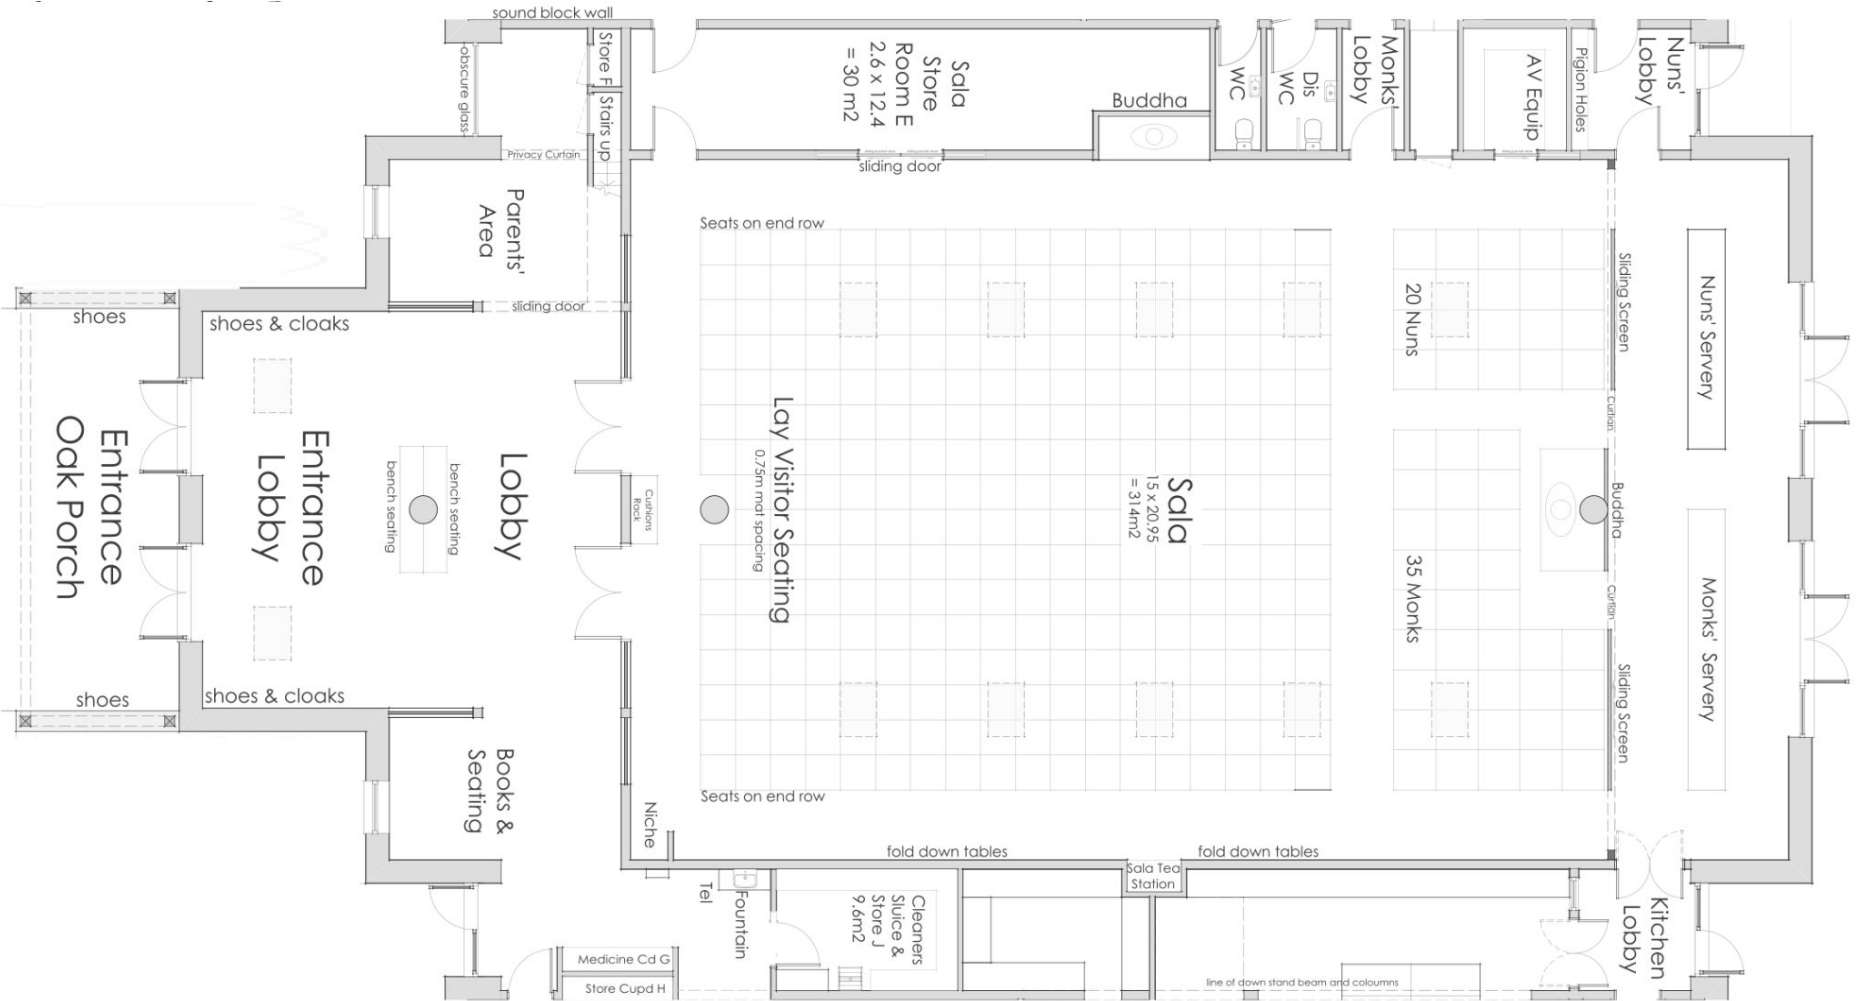 sound block wall
obscure glass
Store F
Stairs up
Privacy Curtain
Sala
Store
Room E
2.6 x 12.4
= 30 m2
Buddha
sliding door
WC
Dis
WC
Monks'
Lobby
AV Equip
Pigion Holes
Nuns'
Lobby
Parents'
Area
sliding door
Seats on end row
shoes
shoes & cloaks
Entrance
Oak Porch
Entrance
Lobby
bench seating
bench seating
Lobby
Cushions
Rack
Lay Visitor Seating
0.75m mat spacing
Sala
15 x 20.95
= 314m2
20 Nuns
35 Monks
Sliding Screen
Curtian
Buddha
Curtian
Sliding Screen
Nuns' Servery
Monks' Servery
shoes
shoes & cloaks
Books &
Seating
Niche
Seats on end row
fold down tables
fold down tables
Sala Tea
Station
Tel
Fountain
Cleaners
Sluice &
Store J
9.6m2
Medicine Cd G
Store Cupd H
line of down stand beam and coloumns
Kitchen
Lobby